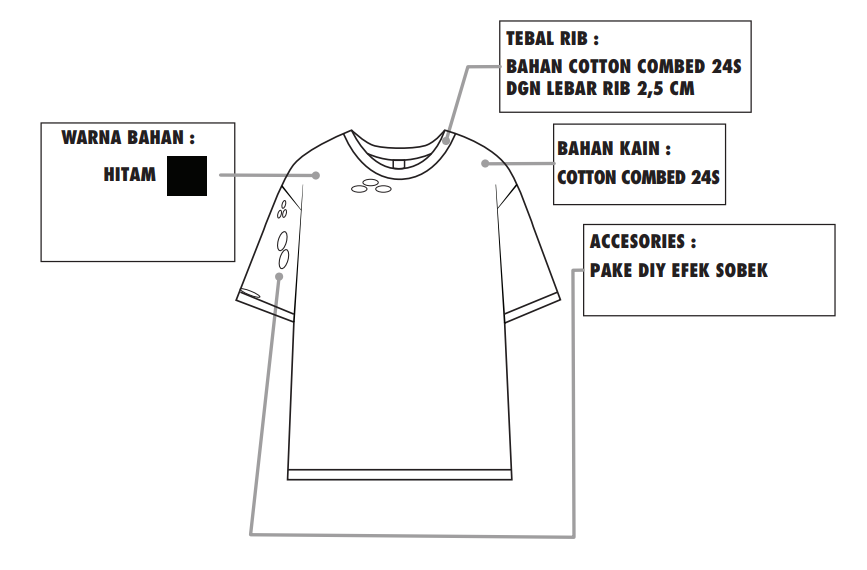 TEBAL RIB :
BAHAN COTTON COMBED 24S
DGN LEBAR RIB 2,5 CM
WARNA BAHAN :
HITAM
BAHAN KAIN :
COTTON COMBED 24S
ACCESORIES :
PAKE DIY EFEK SOBEK